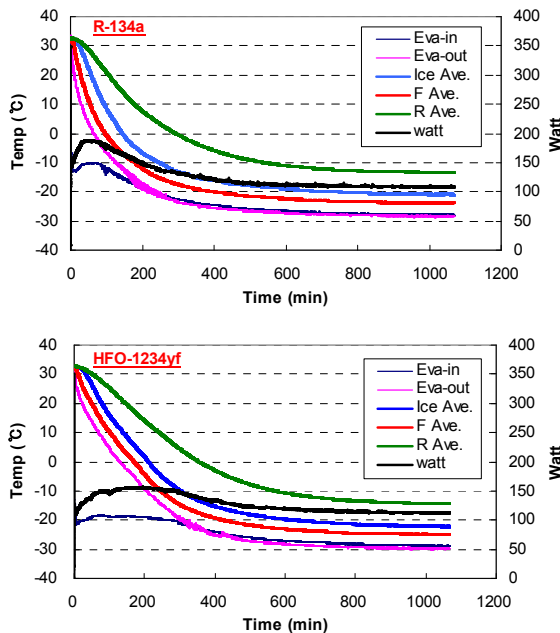 R-134a
Temp (℃)
40
30
20
10
0
-10
-20
-30
-40
Eva-in
Eva-out
Ice Ave.
F Ave.
R Ave.
watt
400
350
300
250
200
150
100
50
0
Watt
0 200 400 600 800 1000 1200
Time (min)
HFO-1234yf
Temp (℃)
40
30
20
10
0
-10
-20
-30
-40
Eva-in
Eva-out
Ice Ave.
F Ave.
R Ave.
watt
400
350
300
250
200
150
100
50
0
Watt
0 200 400 600 800 1000 1200
Time (min)